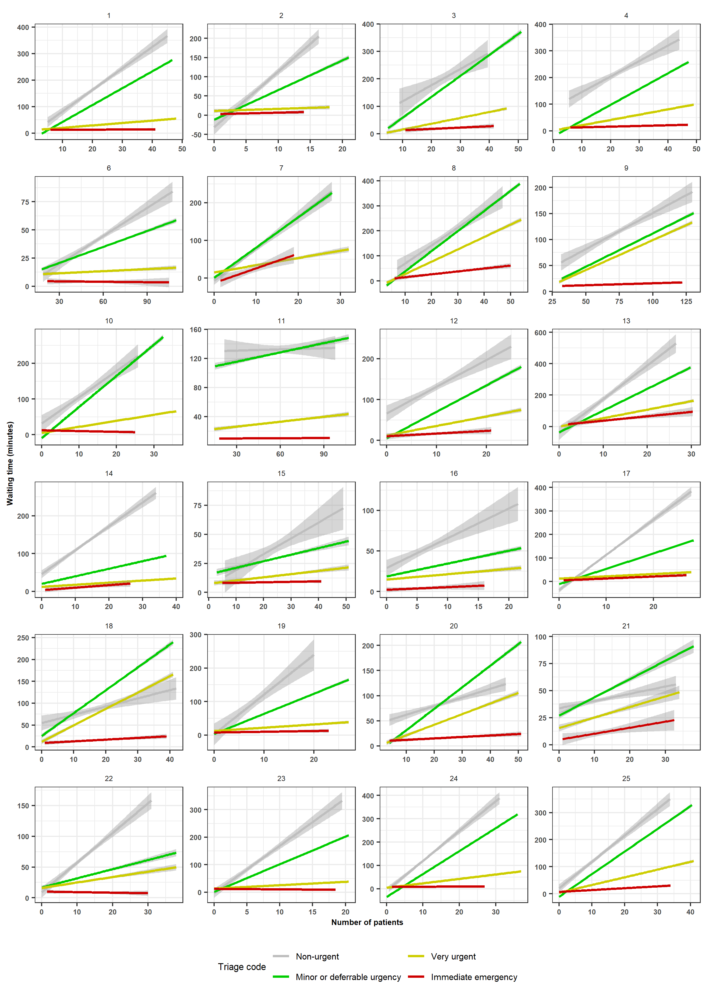 1 2 3 4
400 300 200 100 0
10 20 30 40 50
200 150 100 50 0 -50
0 5 10 15 20
400 300 200 100 0
10 20 30 40 50
400 300 200 100 0
0 10 20 30 40 50
6 7 8 9
75 50 25 0
30 60 90
200 100 0
0 10 20 30
400 300 200 100 0
10 20 30 40 50
200 150 100 50 0
25 50 75 100 125
10 11 12 13
200 100 0
0 10 20 30
160 120 80 40
30 60 90
200 100 0
0 10 20
600 400 200 0
0 10 20 30
Waiting time (minutes)
14 15 16 17
200 100 0
0 10 20 30 40
75 50 25 0
0 10 20 30 40 50
100 50 0
0 5 10 15 20
400 300 200 100 0
0 10 20
18 19 20 21
250 200 150 100 50 0
0 10 20 30 40
300 200 100 0
0 10 20
200 150 100 50 0
10 20 30 40 50
100 75 50 25 0
0 10 20 30
22 23 24 25
150 100 50 0
0 10 20 30
300 200 100 0
0 5 10 15 20
400 300 200 100 0
0 10 20 30
300 200 100 0
0 10 20 30 40
Number of patients
Triage code
Non-urgent
Very urgent
Minor or deferrable urgency
Immediate emergency